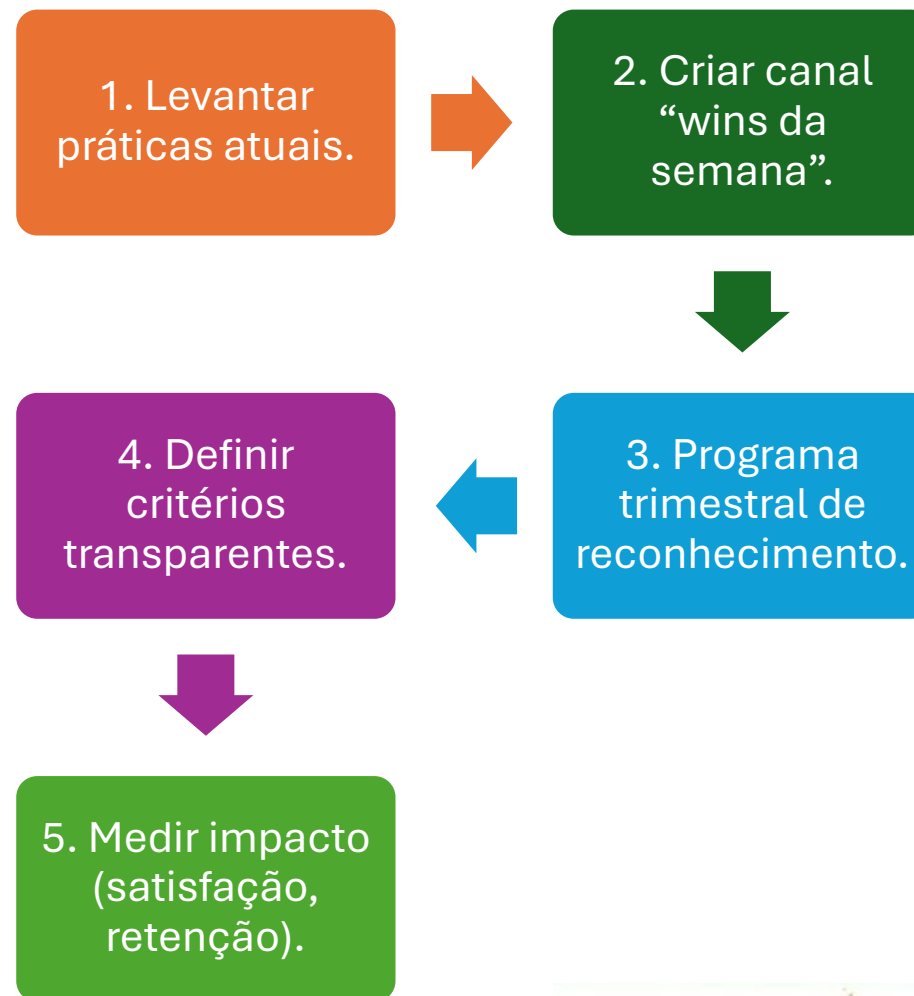 1. Levantar
práticas atuais.
2. Criar canal
“wins da
semana”.
3. Programa
trimestral de
reconhecimento.
4. Definir
critérios
transparentes.
5. Medir impacto
(satisfação,
retenção).